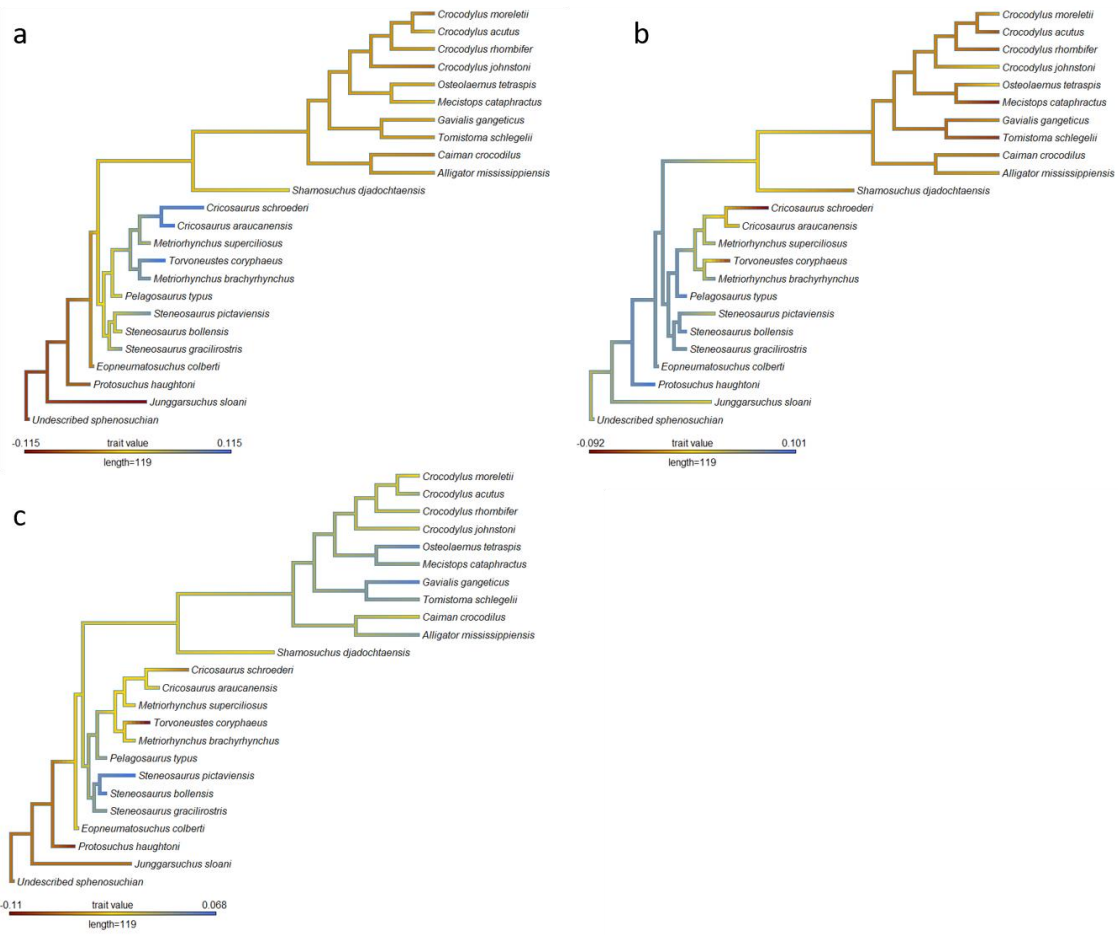 a
Crocodylus moreletii
Crocodylus acutus
Crocodylus rhombifer
Crocodylus johnstoni
Osteolaemus tetraspis
Mecistops cataphractus
Gavialis gangeticus
Tomistoma schlegelii
Caiman crocodilus
Alligator mississippiensis
Shamosuchus djadochtaensis
Cricosaurus schroederi
Cricosaurus araucanensis
Metriorhynchus superciliosus
Torvoneustes coryphaeus
Metriorhynchus brachyrhynchus
Pelagosaurus typus
Steneosaurus pictaviensis
Steneosaurus bollensis
Steneosaurus gracilirostris
Eopneumatosuchus colberti
Protosuchus haughtoni
Junggarsuchus sloani
Undescribed sphenosuchian
-0.115 trait value 0.115
length=119
b
Crocodylus moreletii
Crocodylus acutus
Crocodylus rhombifer
Crocodylus johnstoni
Osteolaemus tetraspis
Mecistops cataphractus
Gavialis gangeticus
Tomistoma schlegelii
Caiman crocodilus
Alligator mississippiensis
Shamosuchus djadochtaensis
Cricosaurus schroederi
Cricosaurus araucanensis
Metriorhynchus superciliosus
Torvoneustes coryphaeus
Metriorhynchus brachyrhynchus
Pelagosaurus typus
Steneosaurus pictaviensis
Steneosaurus bollensis
Steneosaurus gracilirostris
Eopneumatosuchus colberti
Protosuchus haughtoni
Junggarsuchus sloani
Undescribed sphenosuchian
-0.092 trait value 0.101
length=119
c
Crocodylus moreletii
Crocodylus acutus
Crocodylus rhombifer
Crocodylus johnstoni
Osteolaemus tetraspis
Mecistops cataphractus
Gavialis gangeticus
Tomistoma schlegelii
Caiman crocodilus
Alligator mississippiensis
Shamosuchus djadochtaensis
Cricosaurus schroederi
Cricosaurus araucanensis
Metriorhynchus superciliosus
Torvoneustes coryphaeus
Metriorhynchus brachyrhynchus
Pelagosaurus typus
Steneosaurus pictaviensis
Steneosaurus bollensis
Steneosaurus gracilirostris
Eopneumatosuchus colberti
Protosuchus haughtoni
Junggarsuchus sloani
Undescribed sphenosuchian
-0.11 trait value 0.068
length=119